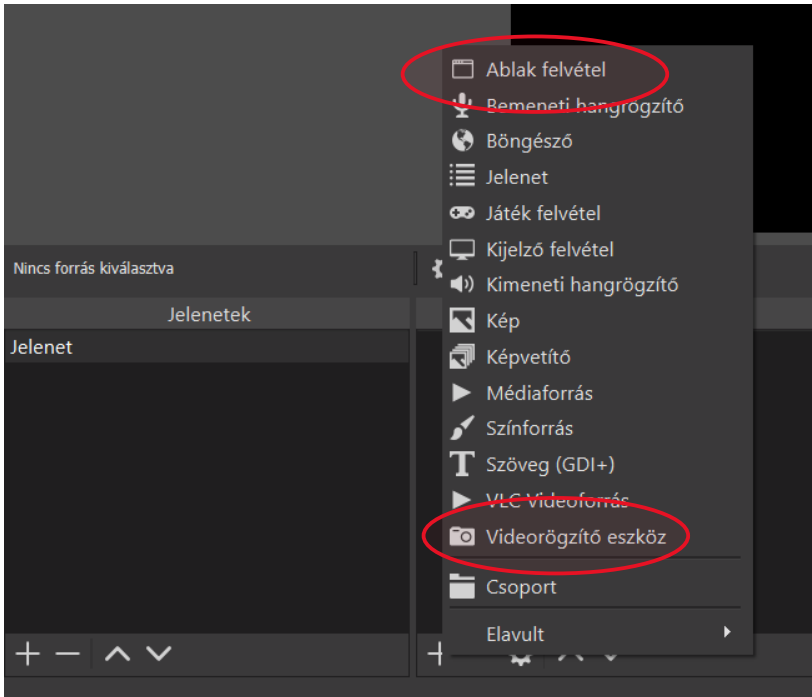 Ablak felvétel
Bemeneti hangrögzítő
Böngésző
Jelenet
Játék felvétel
Kijelző felvétel
Kimeneti hangrögzítő
Kép
Képvetítő
Médiaforrás
Színforrás
Szöveg (GDI+)
VLC Videoforrás
Videorögzítő eszköz
Csoport
Elavult
Nincs forrás kiválasztva
Jelenetek
Jelenet